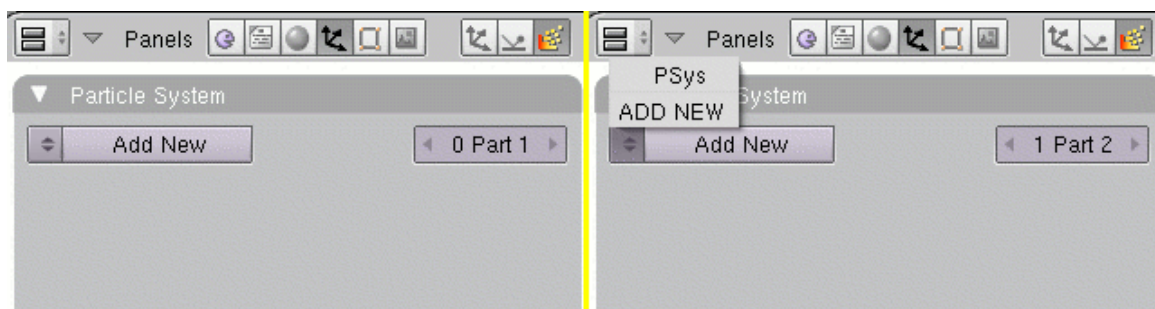 Panels
Particle System
Add New
0 Part 1
Panels
PSys
System
ADD NEW
Add New
1 Part 2